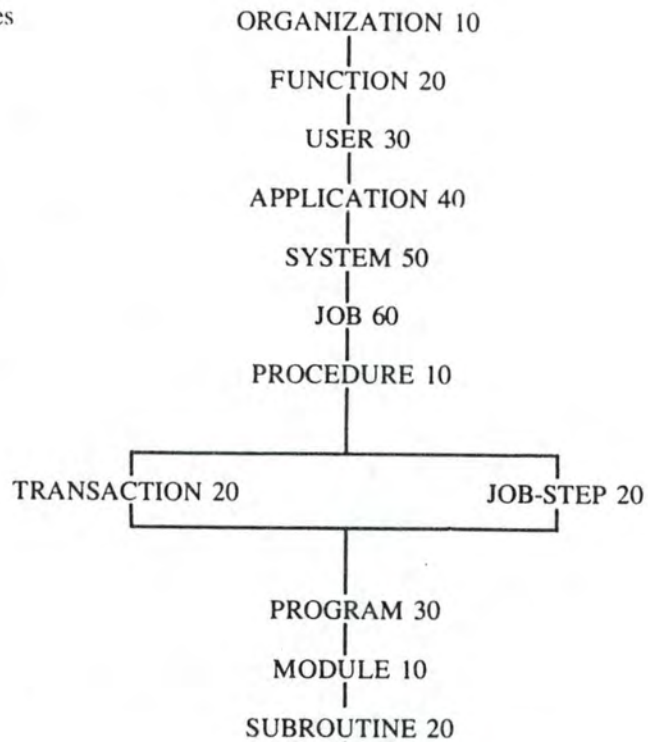 es
ORGANIZATION 10
FUNCTION 20
USER 30
APPLICATION 40
SYSTEM 50
JOB 60
PROCEDURE 10
TRANSACTION 20 JOB-STEP 20
PROGRAM 30
MODULE 10
SUBROUTINE 20